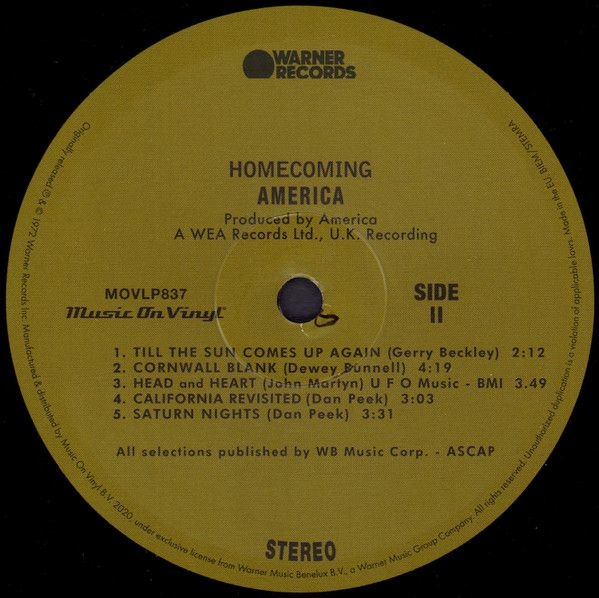 WARNER
RECORDS
HOMECOMING
AMERICA
Produced by America
A WEA Records Ltd., U.K. Recording
MOVLP837
Music On Vinyl
SIDE
II
1. TILL THE SUN COMES UP AGAIN (Gerry Beckley) 2:12
2. CORNWALL BLANK (Dewey Bunnell) 4:19
3. HEAD and HEART (John Martyn) U F O Music - BMI 3.49
4. CALIFORNIA REVISITED (Dan Peek) 3:03
5. SATURN NIGHTS (Dan Peek) 3:31
All selections published by WB Music Corp. - ASCAP
STEREO
Originally released ℗ & © 1972 Warner Records Inc. Manufactured & distributed by Music On Vinyl B.V. 2020, under exclusive license from Warner Music Benelux B.V., a Warner Music Group Company. All rights reserved. Unauthorized duplication is a violation of applicable laws. Made in the EU. BIEM/STEMRA